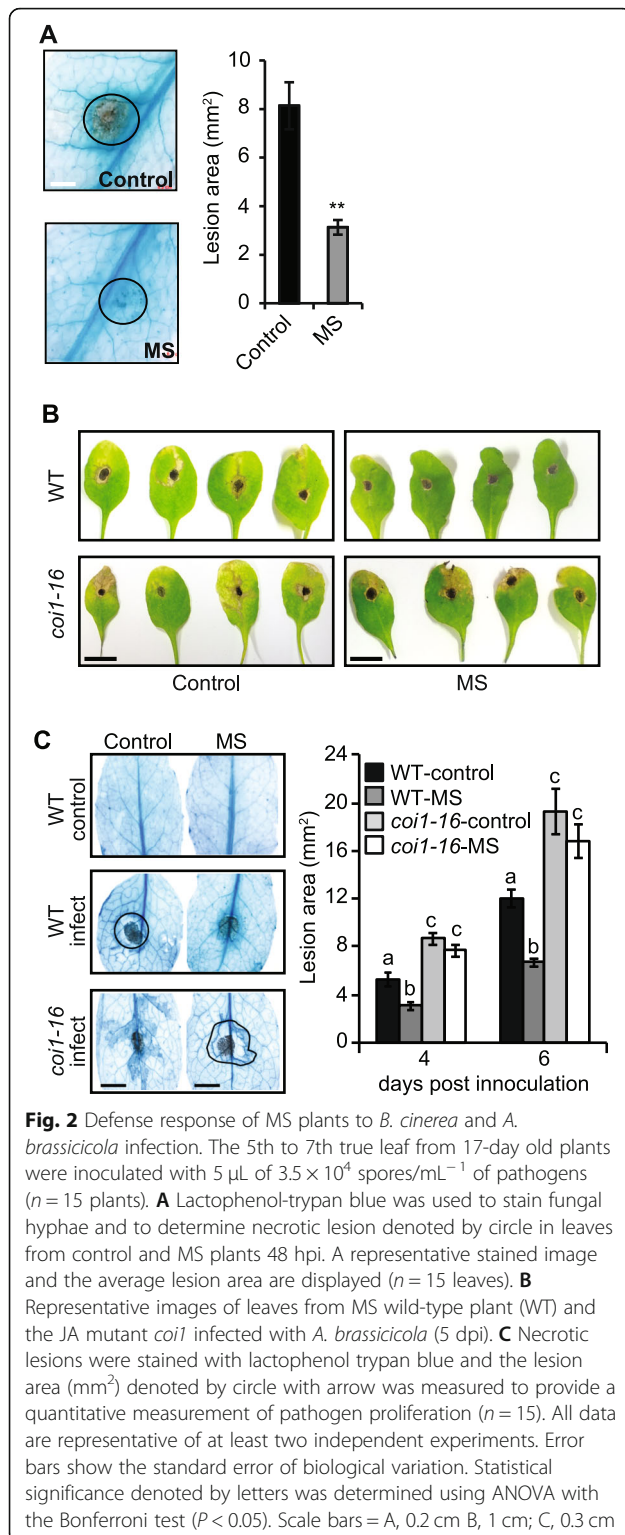 A
Control
MS
Lesion area (mm²)
10
8
6
4
2
0
**
Control
MS
B
WT
coi1-16
Control
MS
C
Control
MS
WT
control
WT
infect
coi1-16
infect
Lesion area (mm²)
24
20
16
12
8
4
0
WT-control
WT-MS
coi1-16-control
coi1-16-MS
a
b
c
c
a
b
c
c
4
6
days post innoculation
Fig. 2 Defense response of MS plants to B. cinerea and A.
brassicicola infection. The 5th to 7th true leaf from 17-day old plants
were inoculated with 5 μL of 3.5 × 10⁴ spores/mL⁻¹ of pathogens
(n = 15 plants). A Lactophenol-trypan blue was used to stain fungal
hyphae and to determine necrotic lesion denoted by circle in leaves
from control and MS plants 48 hpi. A representative stained image
and the average lesion area are displayed (n = 15 leaves). B
Representative images of leaves from MS wild-type plant (WT) and
the JA mutant coi1 infected with A. brassicicola (5 dpi). C Necrotic
lesions were stained with lactophenol trypan blue and the lesion
area (mm²) denoted by circle with arrow was measured to provide a
quantitative measurement of pathogen proliferation (n = 15). All data
are representative of at least two independent experiments. Error
bars show the standard error of biological variation. Statistical
significance denoted by letters was determined using ANOVA with
the Bonferroni test (P < 0.05). Scale bars = A, 0.2 cm B, 1 cm; C, 0.3 cm